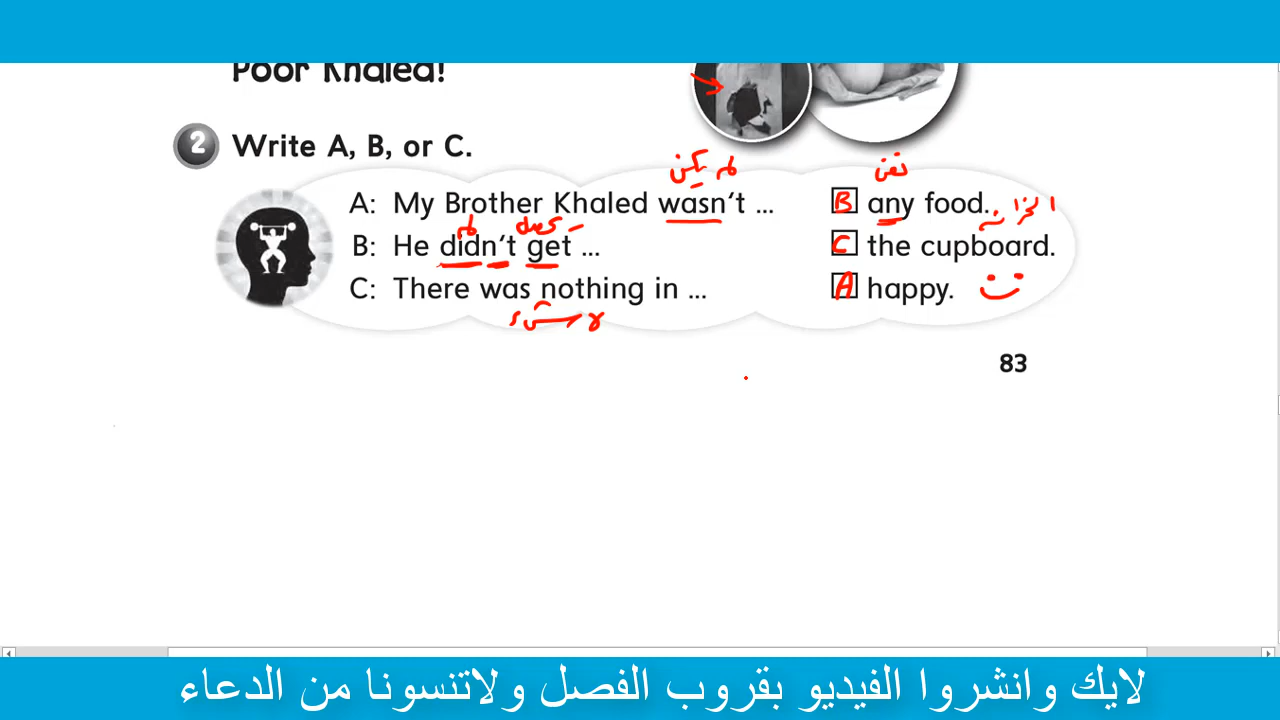 Poor Khaled!
2 Write A, B, or C.
لم يكن
A: My Brother Khaled wasn't ... B any food.
لم يحصل الخزانة
B: He didn't get ... C the cupboard.
C: There was nothing in ... A happy.
لا شيء
83
لايك وانشروا الفيديو بقروب الفصل ولاتنسونا من الدعاء